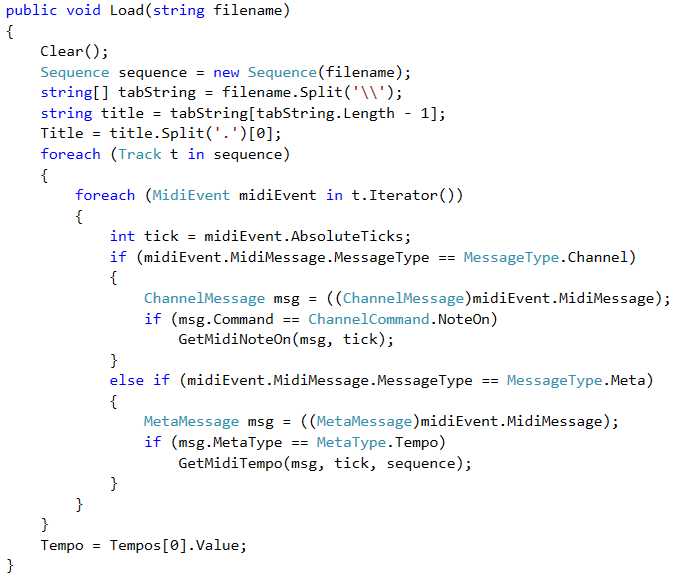 public void Load(string filename)
{
    Clear();
    Sequence sequence = new Sequence(filename);
    string[] tabString = filename.Split('\\');
    string title = tabString[tabString.Length - 1];
    Title = title.Split('.')[0];
    foreach (Track t in sequence)
    {
        foreach (MidiEvent midiEvent in t.Iterator())
        {
            int tick = midiEvent.AbsoluteTicks;
            if (midiEvent.MidiMessage.MessageType == MessageType.Channel)
            {
                ChannelMessage msg = ((ChannelMessage)midiEvent.MidiMessage);
                if (msg.Command == ChannelCommand.NoteOn)
                    GetMidiNoteOn(msg, tick);
            }
            else if (midiEvent.MidiMessage.MessageType == MessageType.Meta)
            {
                MetaMessage msg = ((MetaMessage)midiEvent.MidiMessage);
                if (msg.MetaType == MetaType.Tempo)
                    GetMidiTempo(msg, tick, sequence);
            }
        }
    }
    Tempo = Tempos[0].Value;
}